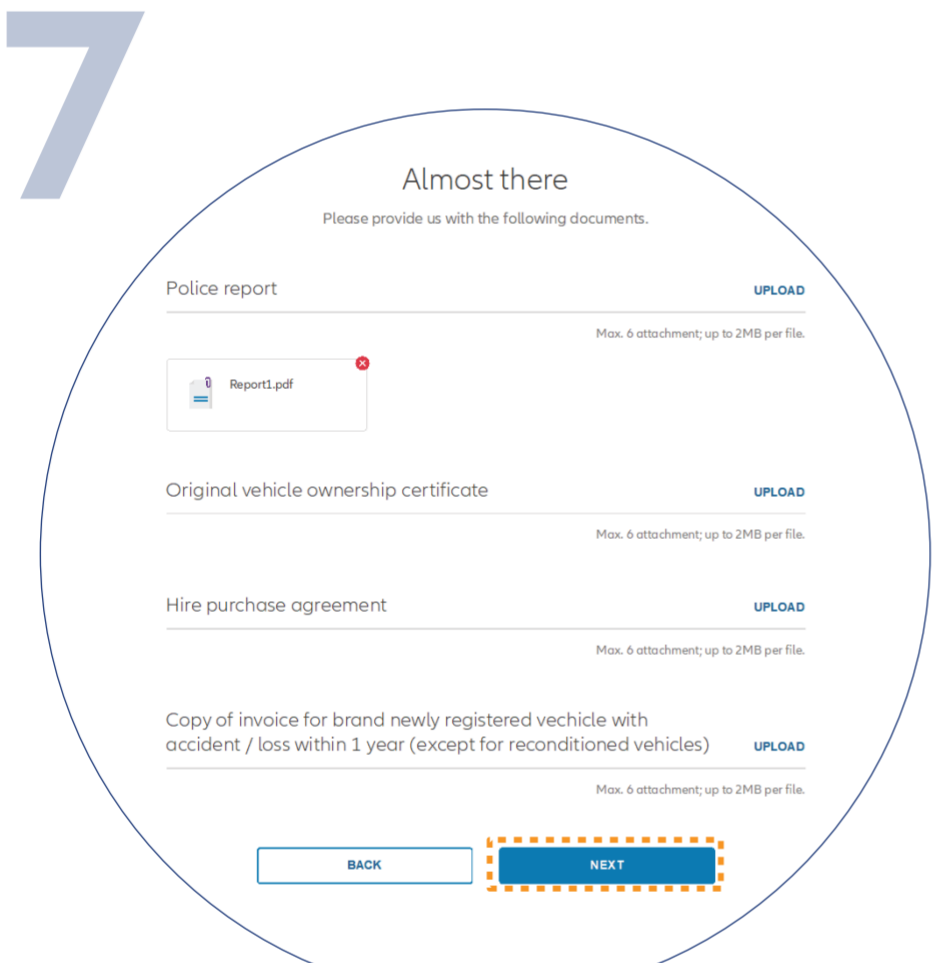 7
Almost there
Please provide us with the following documents.
Police report
UPLOAD
Max. 6 attachment; up to 2MB per file.
Report1.pdf
Original vehicle ownership certificate
UPLOAD
Max. 6 attachment; up to 2MB per file.
Hire purchase agreement
UPLOAD
Max. 6 attachment; up to 2MB per file.
Copy of invoice for brand newly registered vechicle with
accident / loss within 1 year (except for reconditioned vehicles)
UPLOAD
Max. 6 attachment; up to 2MB per file.
BACK
NEXT